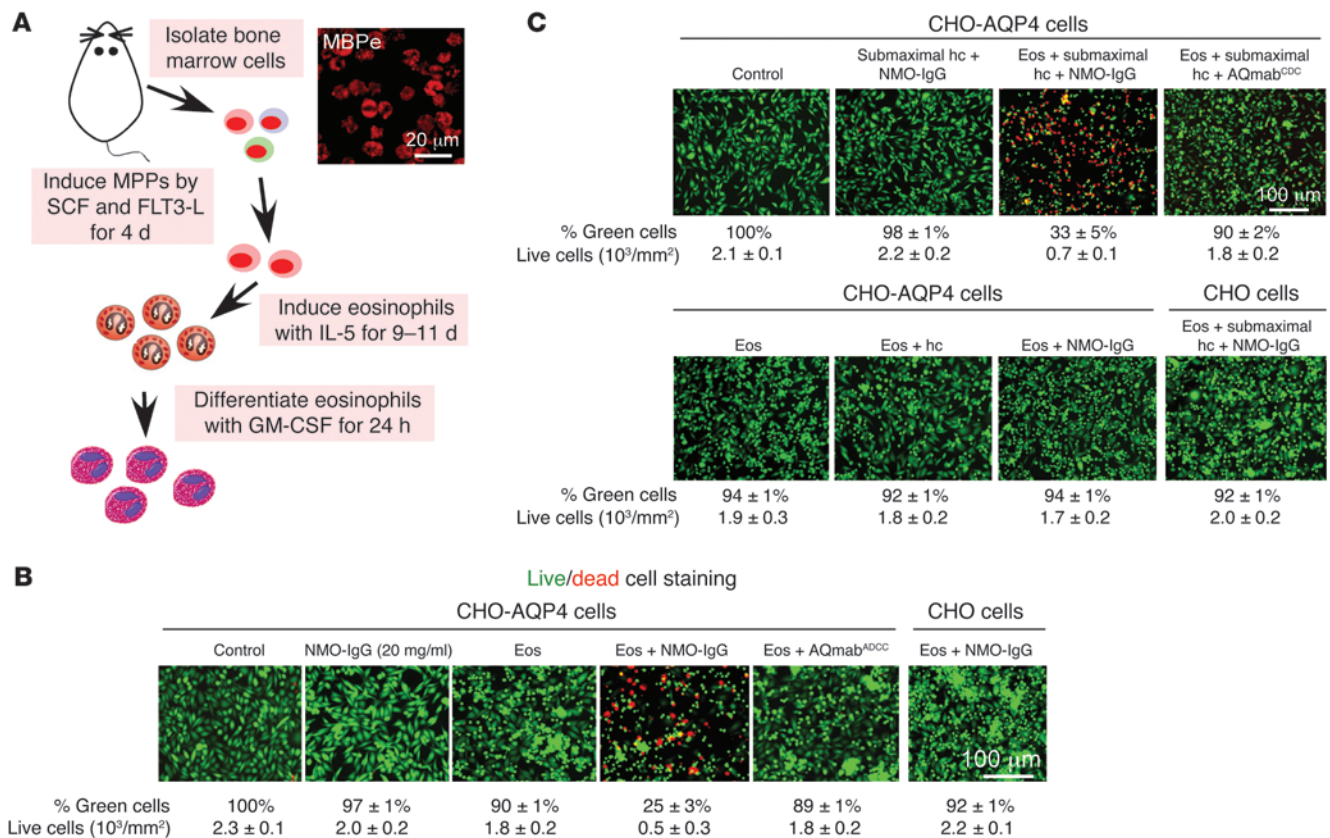 A
Isolate bone
marrow cells
MBPe
20 μm
Induce MPPs by
SCF and FLT3-L
for 4 d
Induce eosinophils
with IL-5 for 9–11 d
Differentiate eosinophils
with GM-CSF for 24 h
C
CHO-AQP4 cells
Control
Submaximal hc +
NMO-IgG
Eos + submaximal
hc + NMO-IgG
Eos + submaximal
hc + AQmabCDC
100 μm
% Green cells 100% 98 ± 1% 33 ± 5% 90 ± 2%
Live cells (10³/mm²) 2.1 ± 0.1 2.2 ± 0.2 0.7 ± 0.1 1.8 ± 0.2
CHO-AQP4 cells CHO cells
Eos Eos + hc Eos + NMO-IgG
Eos + submaximal
hc + NMO-IgG
% Green cells 94 ± 1% 92 ± 1% 94 ± 1% 92 ± 1%
Live cells (10³/mm²) 1.9 ± 0.3 1.8 ± 0.2 1.7 ± 0.2 2.0 ± 0.2
B
Live/dead cell staining
CHO-AQP4 cells CHO cells
Control NMO-IgG (20 mg/ml) Eos Eos + NMO-IgG Eos + AQmabADCC Eos + NMO-IgG
100 μm
% Green cells 100% 97 ± 1% 90 ± 1% 25 ± 3% 89 ± 1% 92 ± 1%
Live cells (10³/mm²) 2.3 ± 0.1 2.0 ± 0.2 1.8 ± 0.2 0.5 ± 0.3 1.8 ± 0.2 2.2 ± 0.1